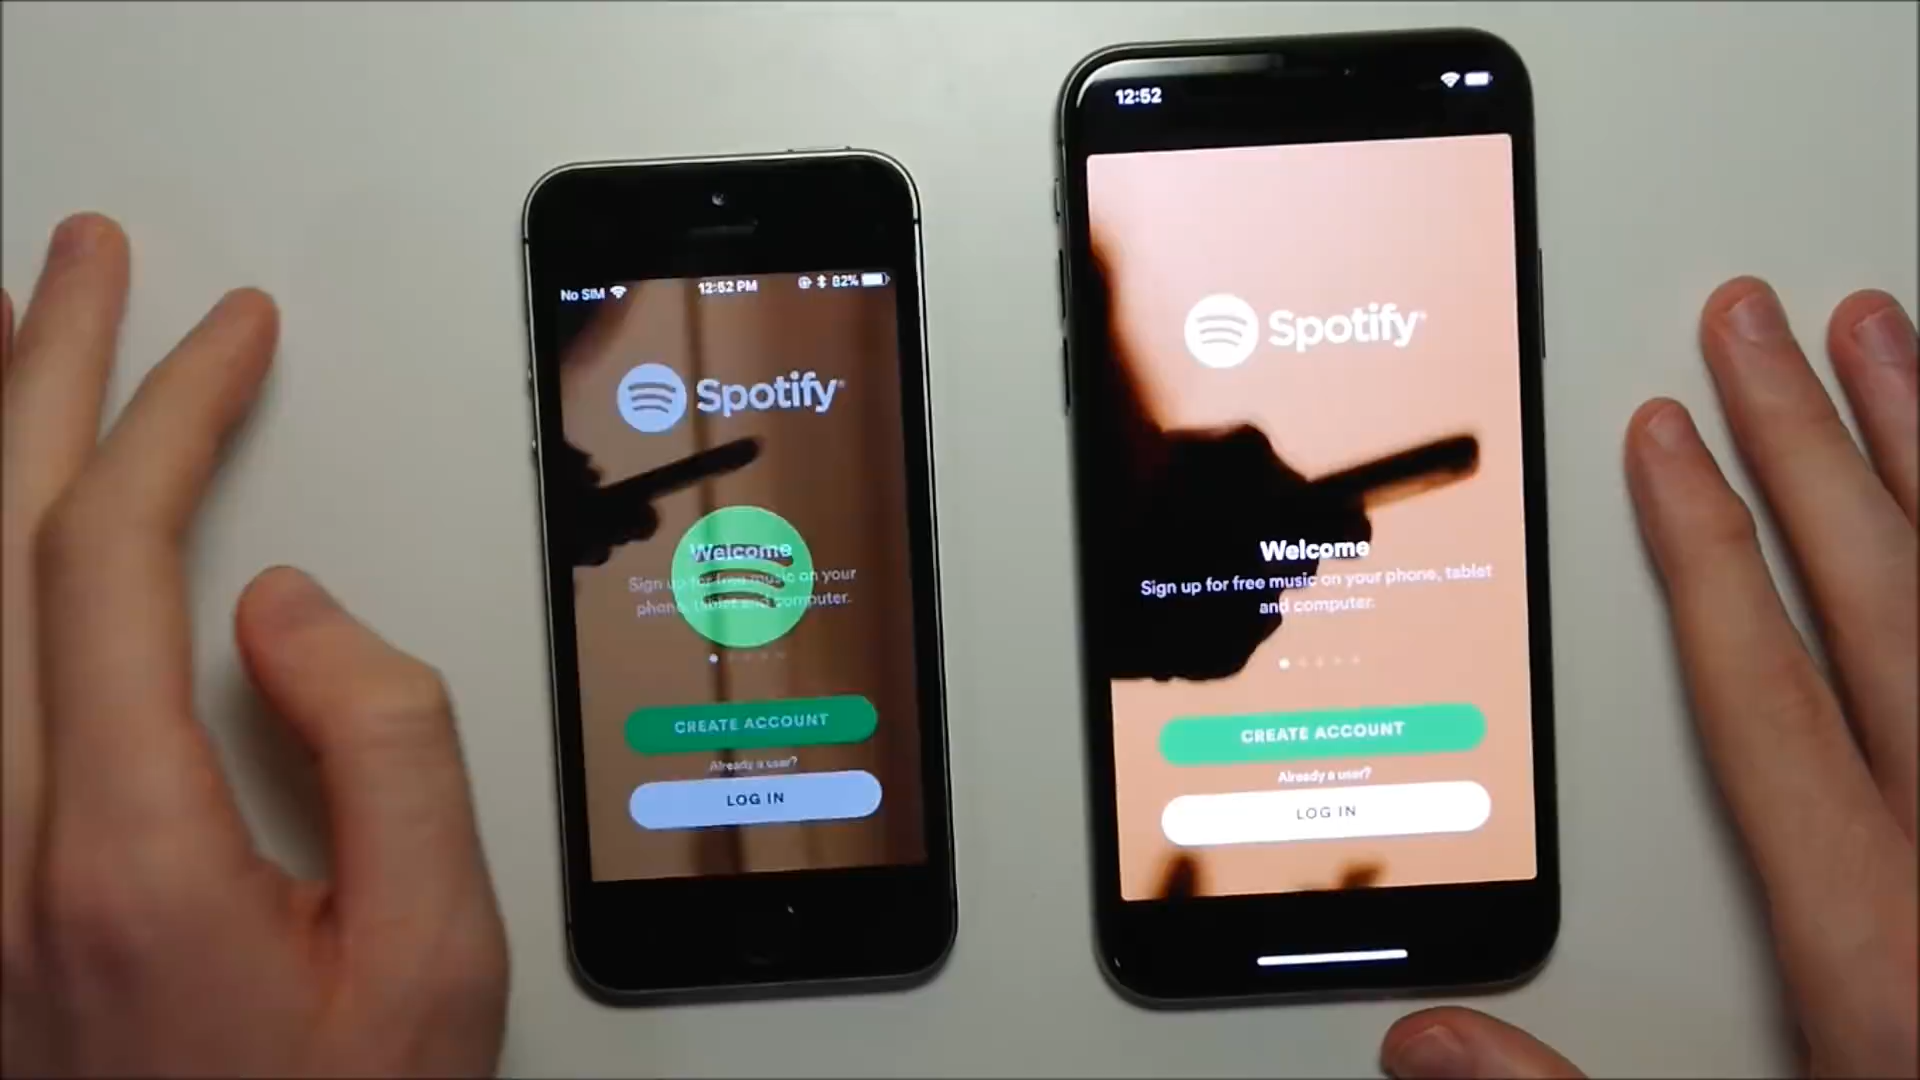 No SIM 12:52 PM 82%
Spotify®
Welcome
Sign up for free music on your
phone, tablet and computer.
CREATE ACCOUNT
Already a user?
LOG IN
12:52
Spotify®
Welcome
Sign up for free music on your phone, tablet
and computer.
CREATE ACCOUNT
Already a user?
LOG IN